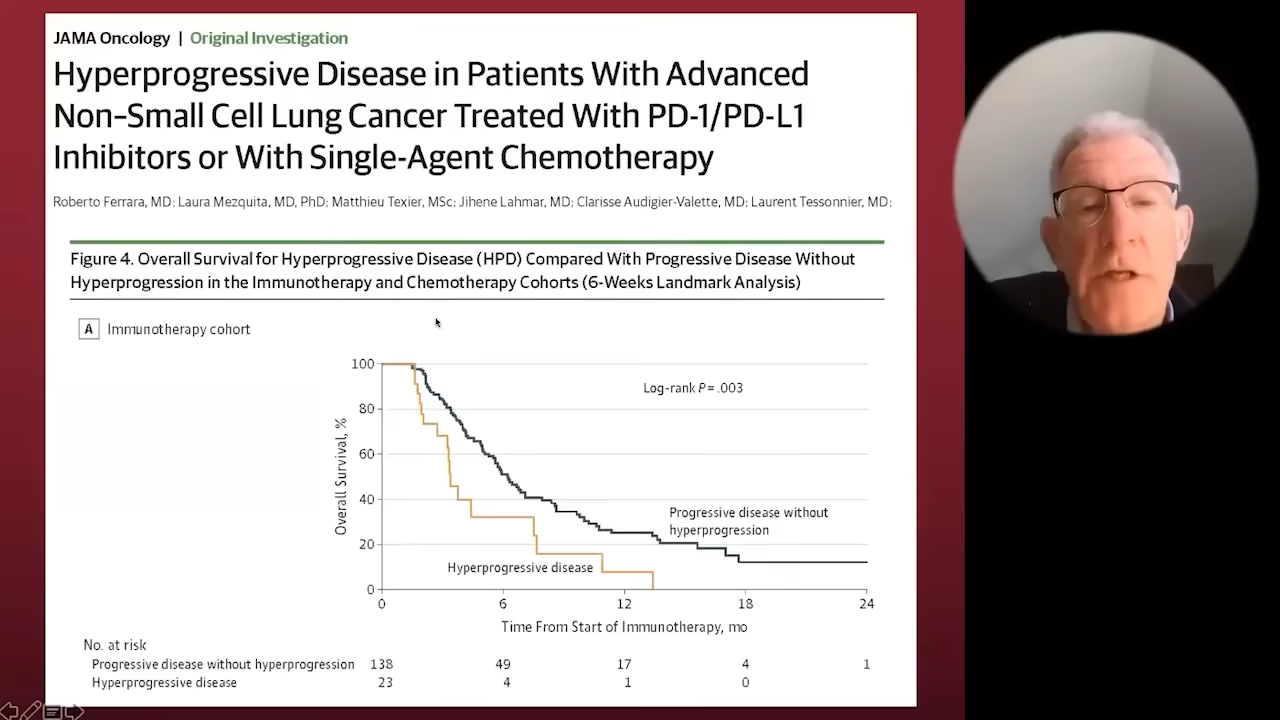 JAMA Oncology | Original Investigation
Hyperprogressive Disease in Patients With Advanced
Non-Small Cell Lung Cancer Treated With PD-1/PD-L1
Inhibitors or With Single-Agent Chemotherapy
Roberto Ferrara, MD; Laura Mezquita, MD, PhD; Matthieu Texier, MSc; Jihene Lahmar, MD; Clarisse Audigier-Valette, MD; Laurent Tessonnier, MD;
Figure 4. Overall Survival for Hyperprogressive Disease (HPD) Compared With Progressive Disease Without
Hyperprogression in the Immunotherapy and Chemotherapy Cohorts (6-Weeks Landmark Analysis)
A Immunotherapy cohort
100
80
60
40
20
0
Overall Survival, %
Log-rank P = .003
Progressive disease without
hyperprogression
Hyperprogressive disease
0 6 12 18 24
Time From Start of Immunotherapy, mo
No. at risk
Progressive disease without hyperprogression 138 49 17 4 1
Hyperprogressive disease 23 4 1 0